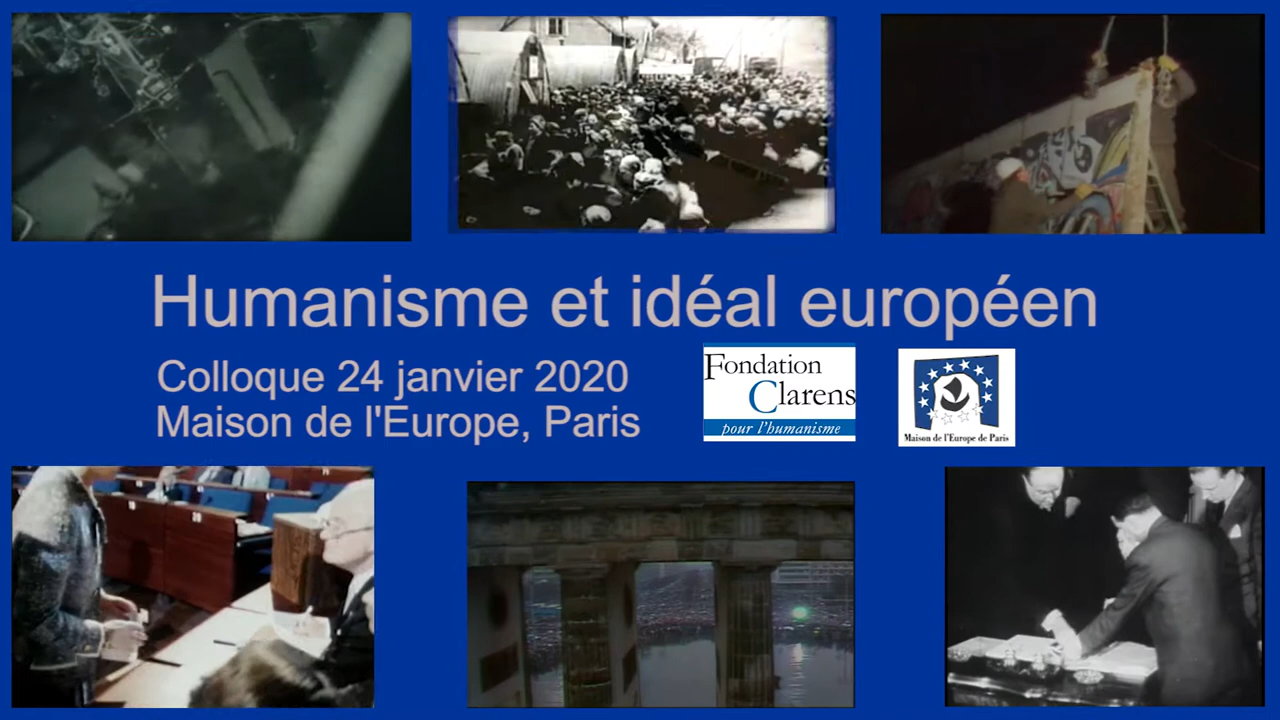 Humanisme et idéal européen
Colloque 24 janvier 2020
Maison de l'Europe, Paris
Fondation
Clarens
pour l'humanisme
Maison de l'Europe de Paris